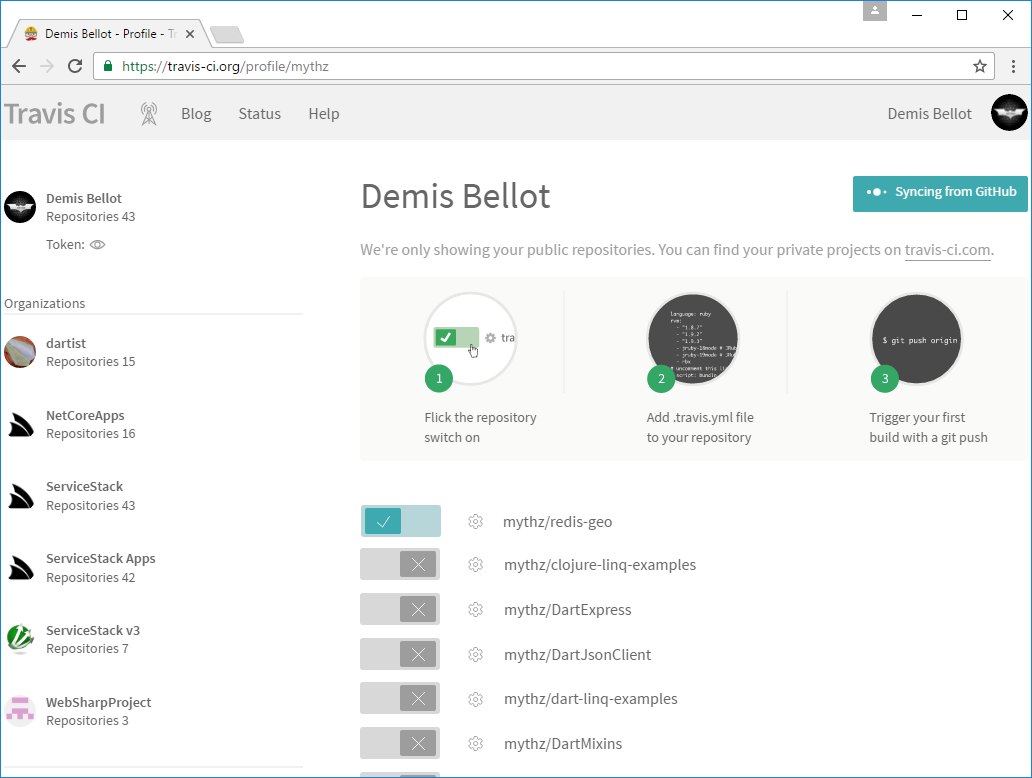 Demis Bellot - Profile - Tr
https://travis-ci.org/profile/mythz
Travis CI
Blog
Status
Help
Demis Bellot
Demis Bellot
Repositories 43
Token:
Organizations
dartist
Repositories 15
NetCoreApps
Repositories 16
ServiceStack
Repositories 43
ServiceStack Apps
Repositories 42
ServiceStack v3
Repositories 7
WebSharpProject
Repositories 3
Demis Bellot
Syncing from GitHub
We're only showing your public repositories. You can find your private projects on travis-ci.com.
tra
1
Flick the repository
switch on
language: ruby
rvm:
- "1.8.7"
- "1.9.2"
- "1.9.3"
- jruby-18mode # JRub
- jruby-19mode # JRu
- rbx
# uncomment this li
script: bundle
2
Add .travis.yml file
to your repository
$ git push origin
3
Trigger your first
build with a git push
mythz/redis-geo
mythz/clojure-linq-examples
mythz/DartExpress
mythz/DartJsonClient
mythz/dart-linq-examples
mythz/DartMixins